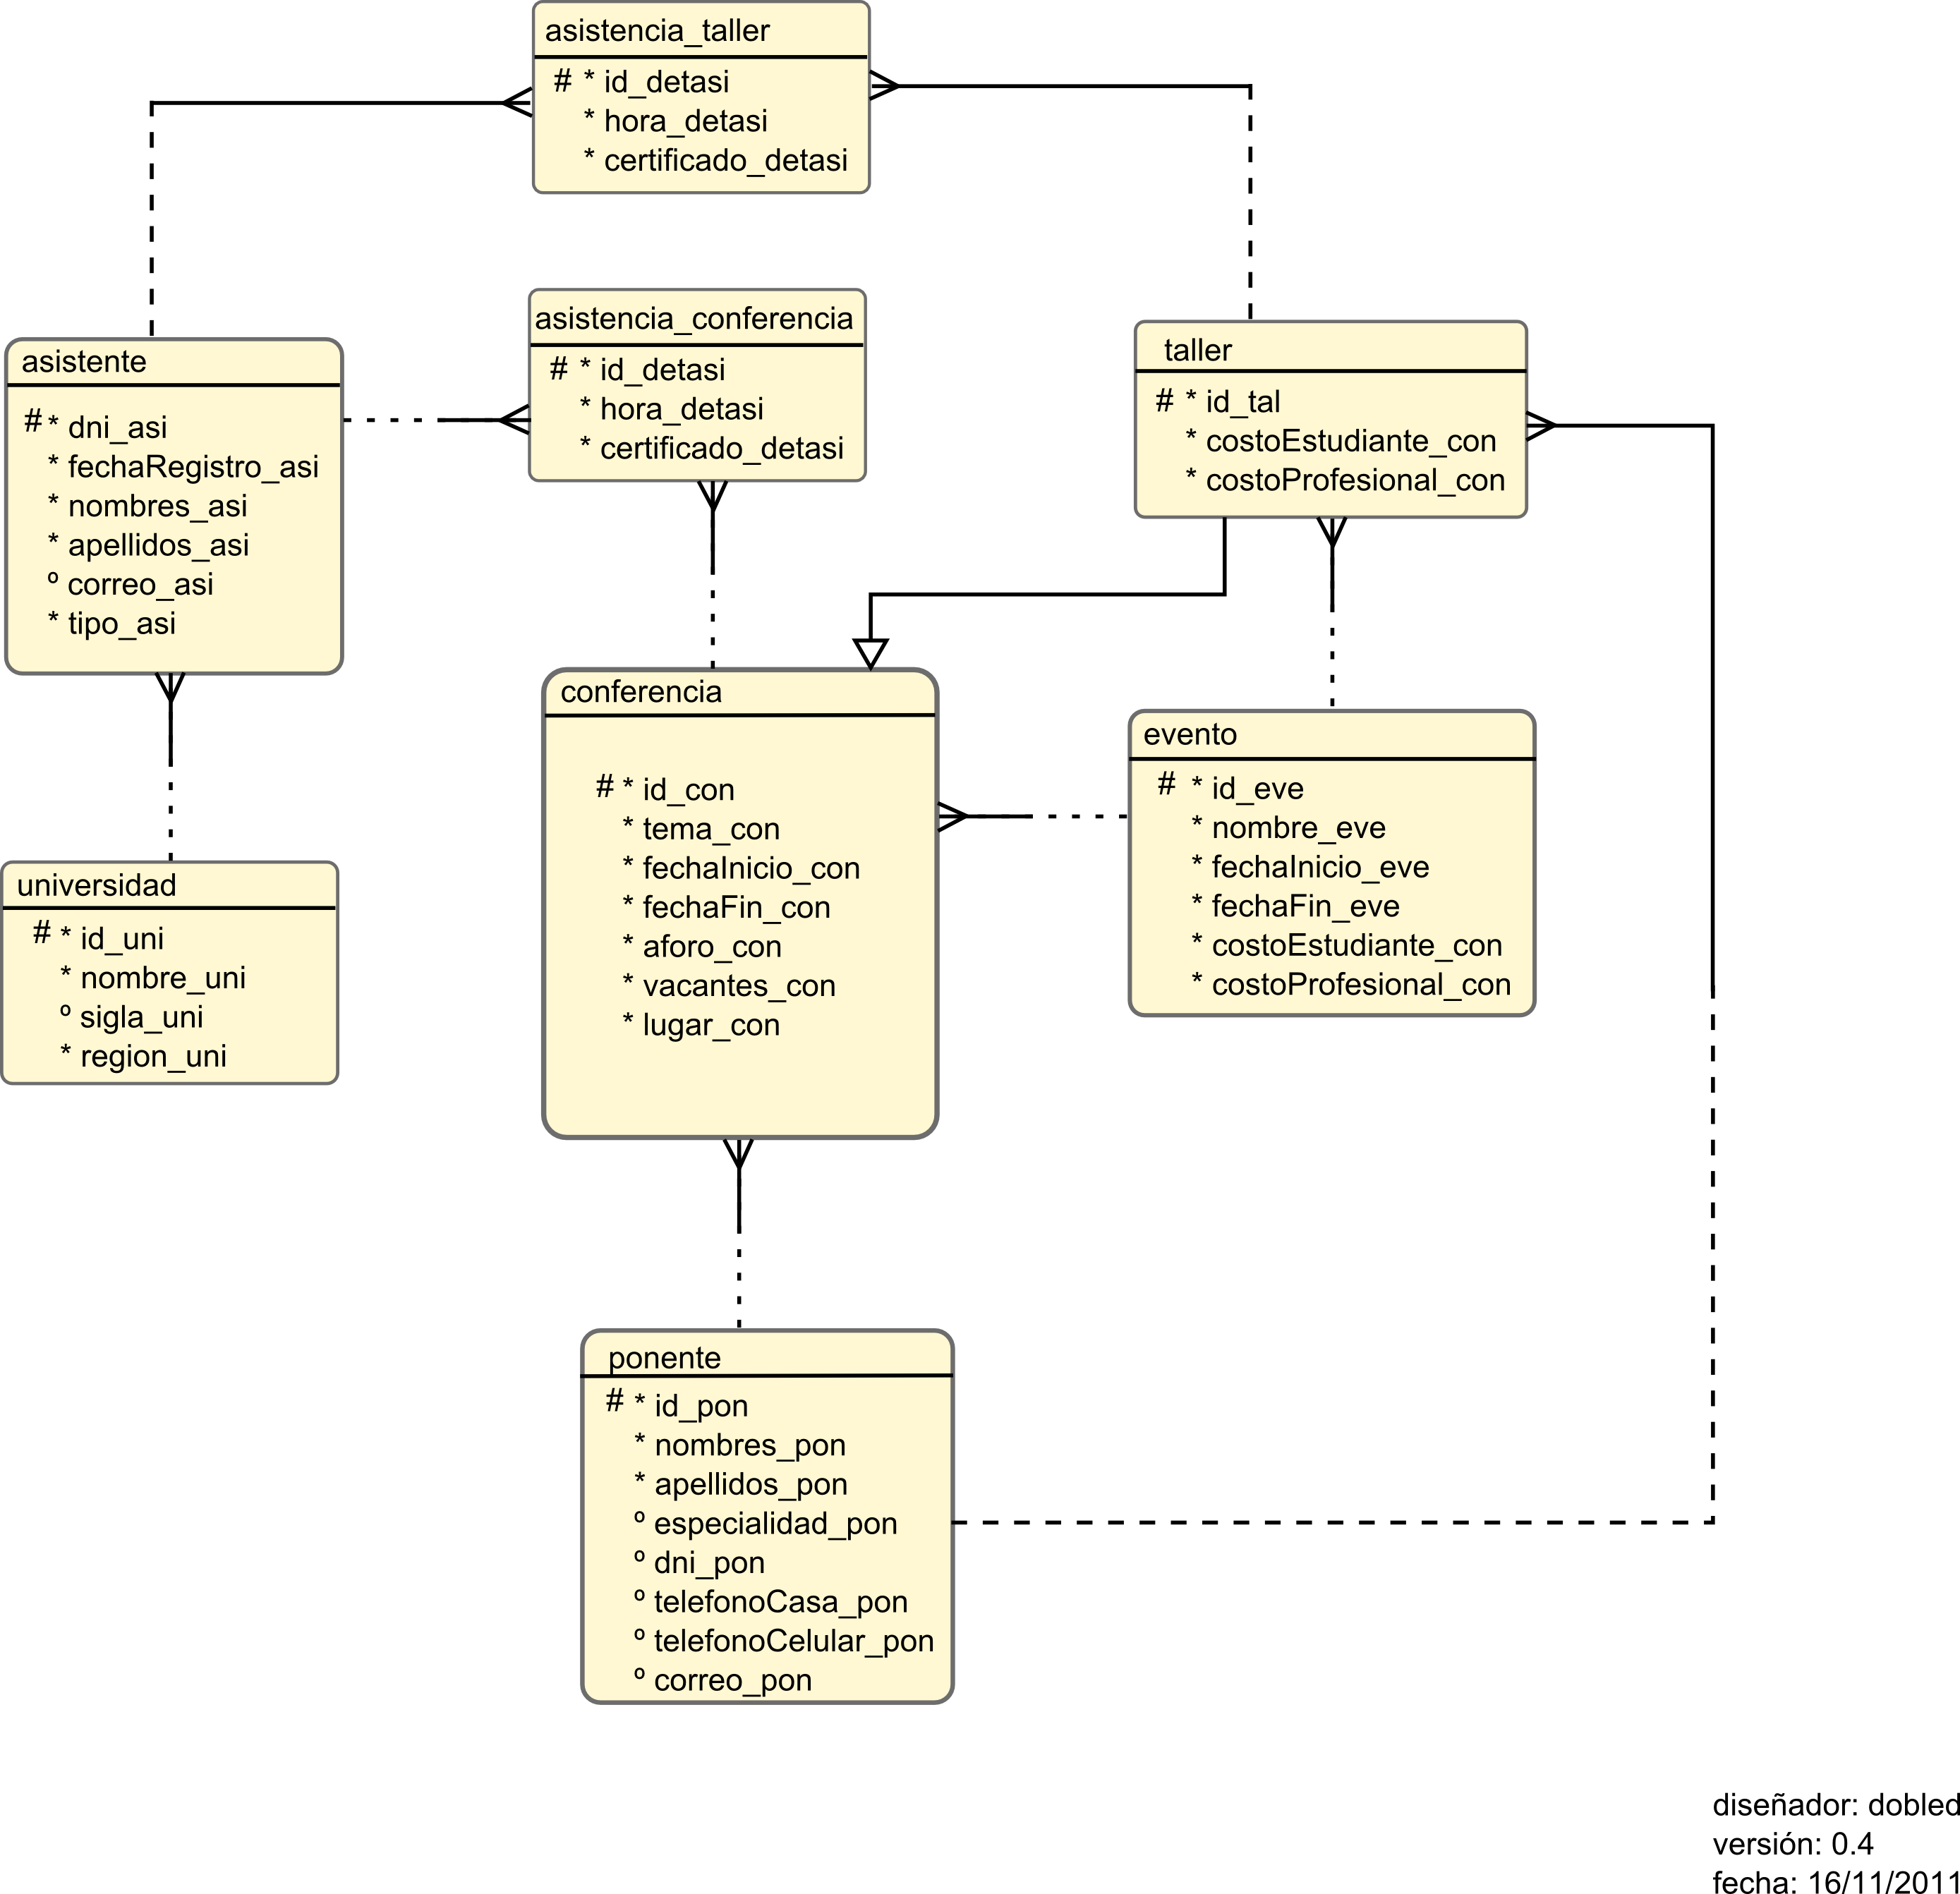 asistencia_taller
# * id_detasi
* hora_detasi
* certificado_detasi
asistencia_conferencia
# * id_detasi
* hora_detasi
* certificado_detasi
asistente
# * dni_asi
* fechaRegistro_asi
* nombres_asi
* apellidos_asi
º correo_asi
* tipo_asi
taller
# * id_tal
* costoEstudiante_con
* costoProfesional_con
conferencia
# * id_con
* tema_con
* fechaInicio_con
* fechaFin_con
* aforo_con
* vacantes_con
* lugar_con
evento
# * id_eve
* nombre_eve
* fechaInicio_eve
* fechaFin_eve
* costoEstudiante_con
* costoProfesional_con
universidad
# * id_uni
* nombre_uni
º sigla_uni
* region_uni
ponente
# * id_pon
* nombres_pon
* apellidos_pon
º especialidad_pon
º dni_pon
º telefonoCasa_pon
º telefonoCelular_pon
º correo_pon
diseñador: dobled
versión: 0.4
fecha: 16/11/2011